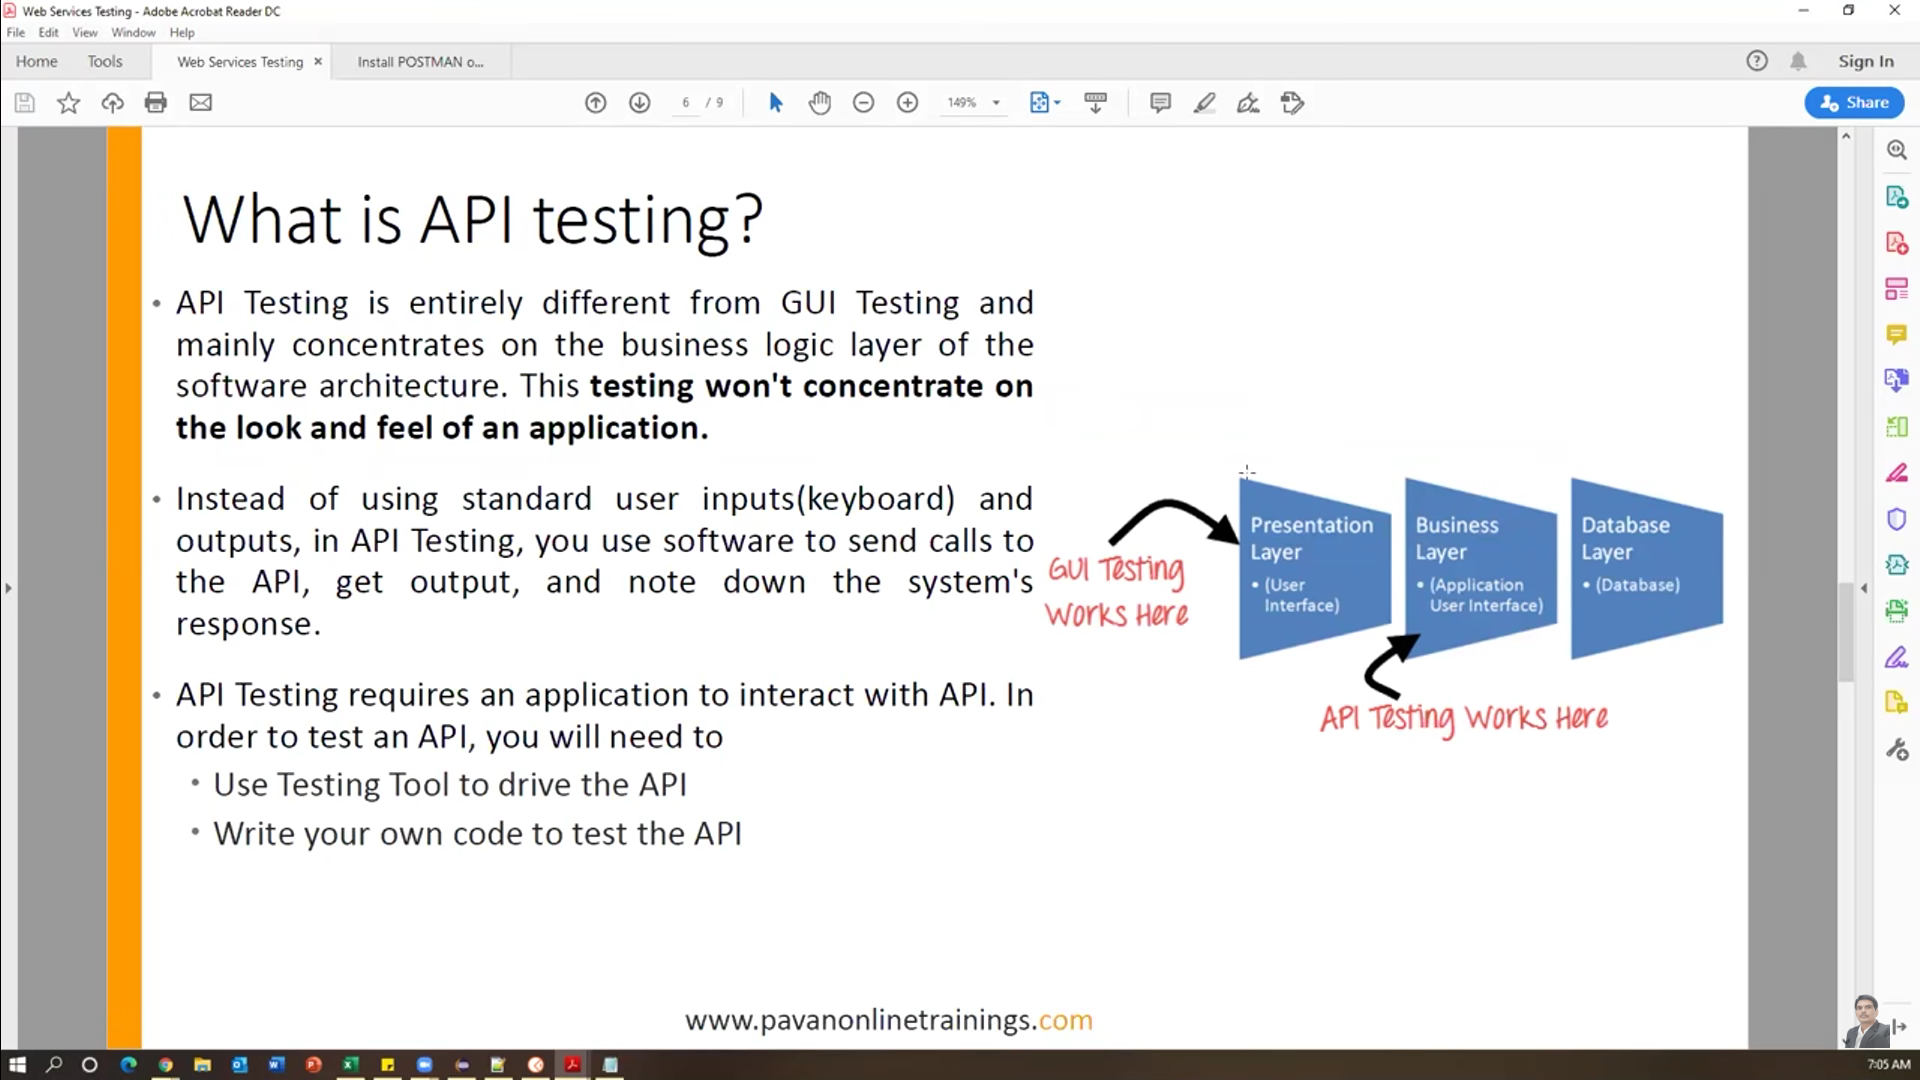 Web Services Testing - Adobe Acrobat Reader DC
File Edit View Window Help
Home Tools Web Services Testing × Install POSTMAN o... Sign In
6 / 9 149% Share
What is API testing?
• API Testing is entirely different from GUI Testing and
mainly concentrates on the business logic layer of the
software architecture. This testing won't concentrate on
the look and feel of an application.
• Instead of using standard user inputs(keyboard) and
outputs, in API Testing, you use software to send calls to
the API, get output, and note down the system's
response.
• API Testing requires an application to interact with API. In
order to test an API, you will need to
• Use Testing Tool to drive the API
• Write your own code to test the API
GUI Testing
Works Here
Presentation
Layer
• (User
Interface)
Business
Layer
• (Application
User Interface)
Database
Layer
• (Database)
API Testing Works Here
www.pavanonlinetrainings.com
7:05 AM